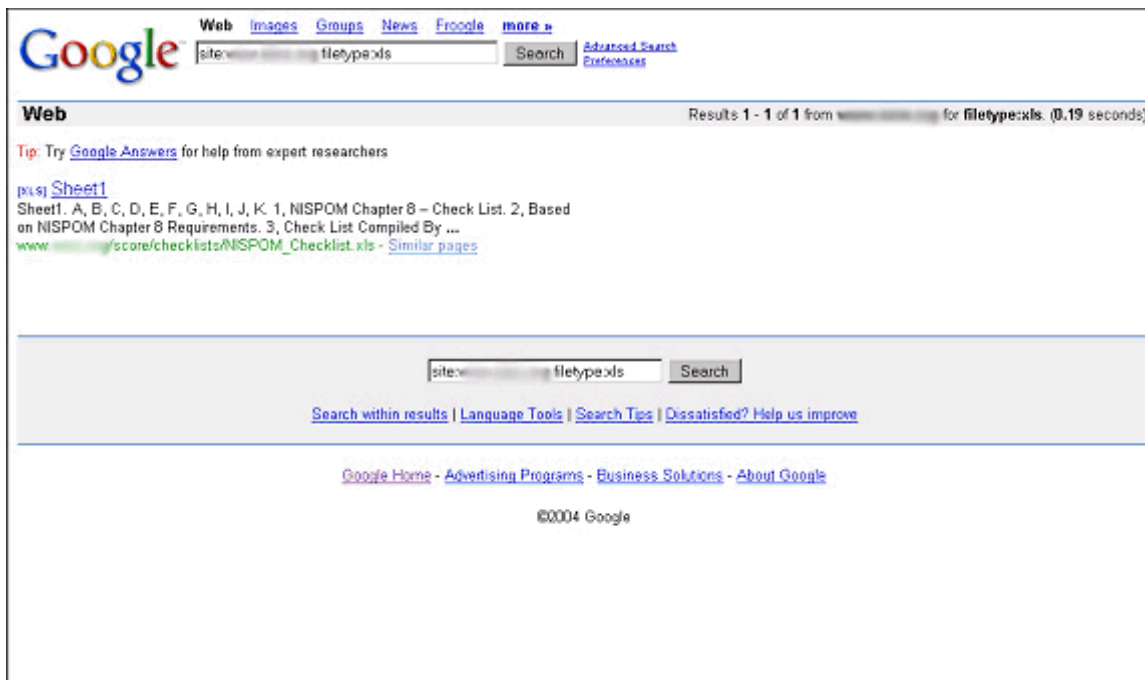 Web Images Groups News Froogle more »
Google™
site: filetype:xls Search Advanced Search
Preferences
Web Results 1 - 1 of 1 from for filetype:xls. (0.19 seconds)
Tip: Try Google Answers for help from expert researchers
[XLS] Sheet1
Sheet1. A, B, C, D, E, F, G, H, I, J, K. 1, NISPOM Chapter 8 – Check List. 2, Based
on NISPOM Chapter 8 Requirements. 3, Check List Compiled By ...
www. /score/checklists/NISPOM_Checklist.xls - Similar pages
site: filetype:xls Search
Search within results | Language Tools | Search Tips | Dissatisfied? Help us improve
Google Home - Advertising Programs - Business Solutions - About Google
©2004 Google